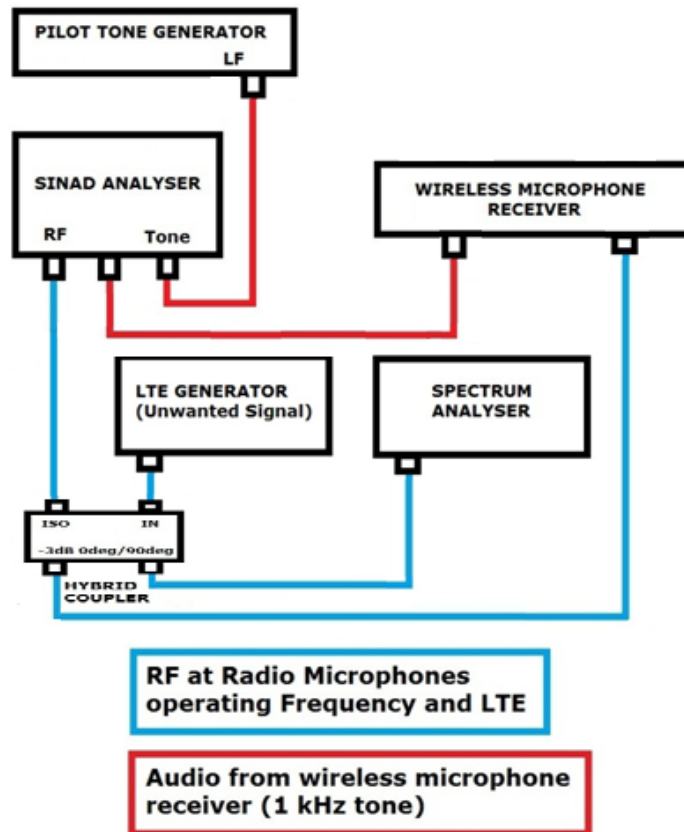 PILOT TONE GENERATOR
LF
SINAD ANALYSER
RF
Tone
WIRELESS MICROPHONE
RECEIVER
LTE GENERATOR
(Unwanted Signal)
SPECTRUM
ANALYSER
ISO
IN
-3dB 0deg/90deg
HYBRID
COUPLER
RF at Radio Microphones
operating Frequency and LTE
Audio from wireless microphone
receiver (1 kHz tone)